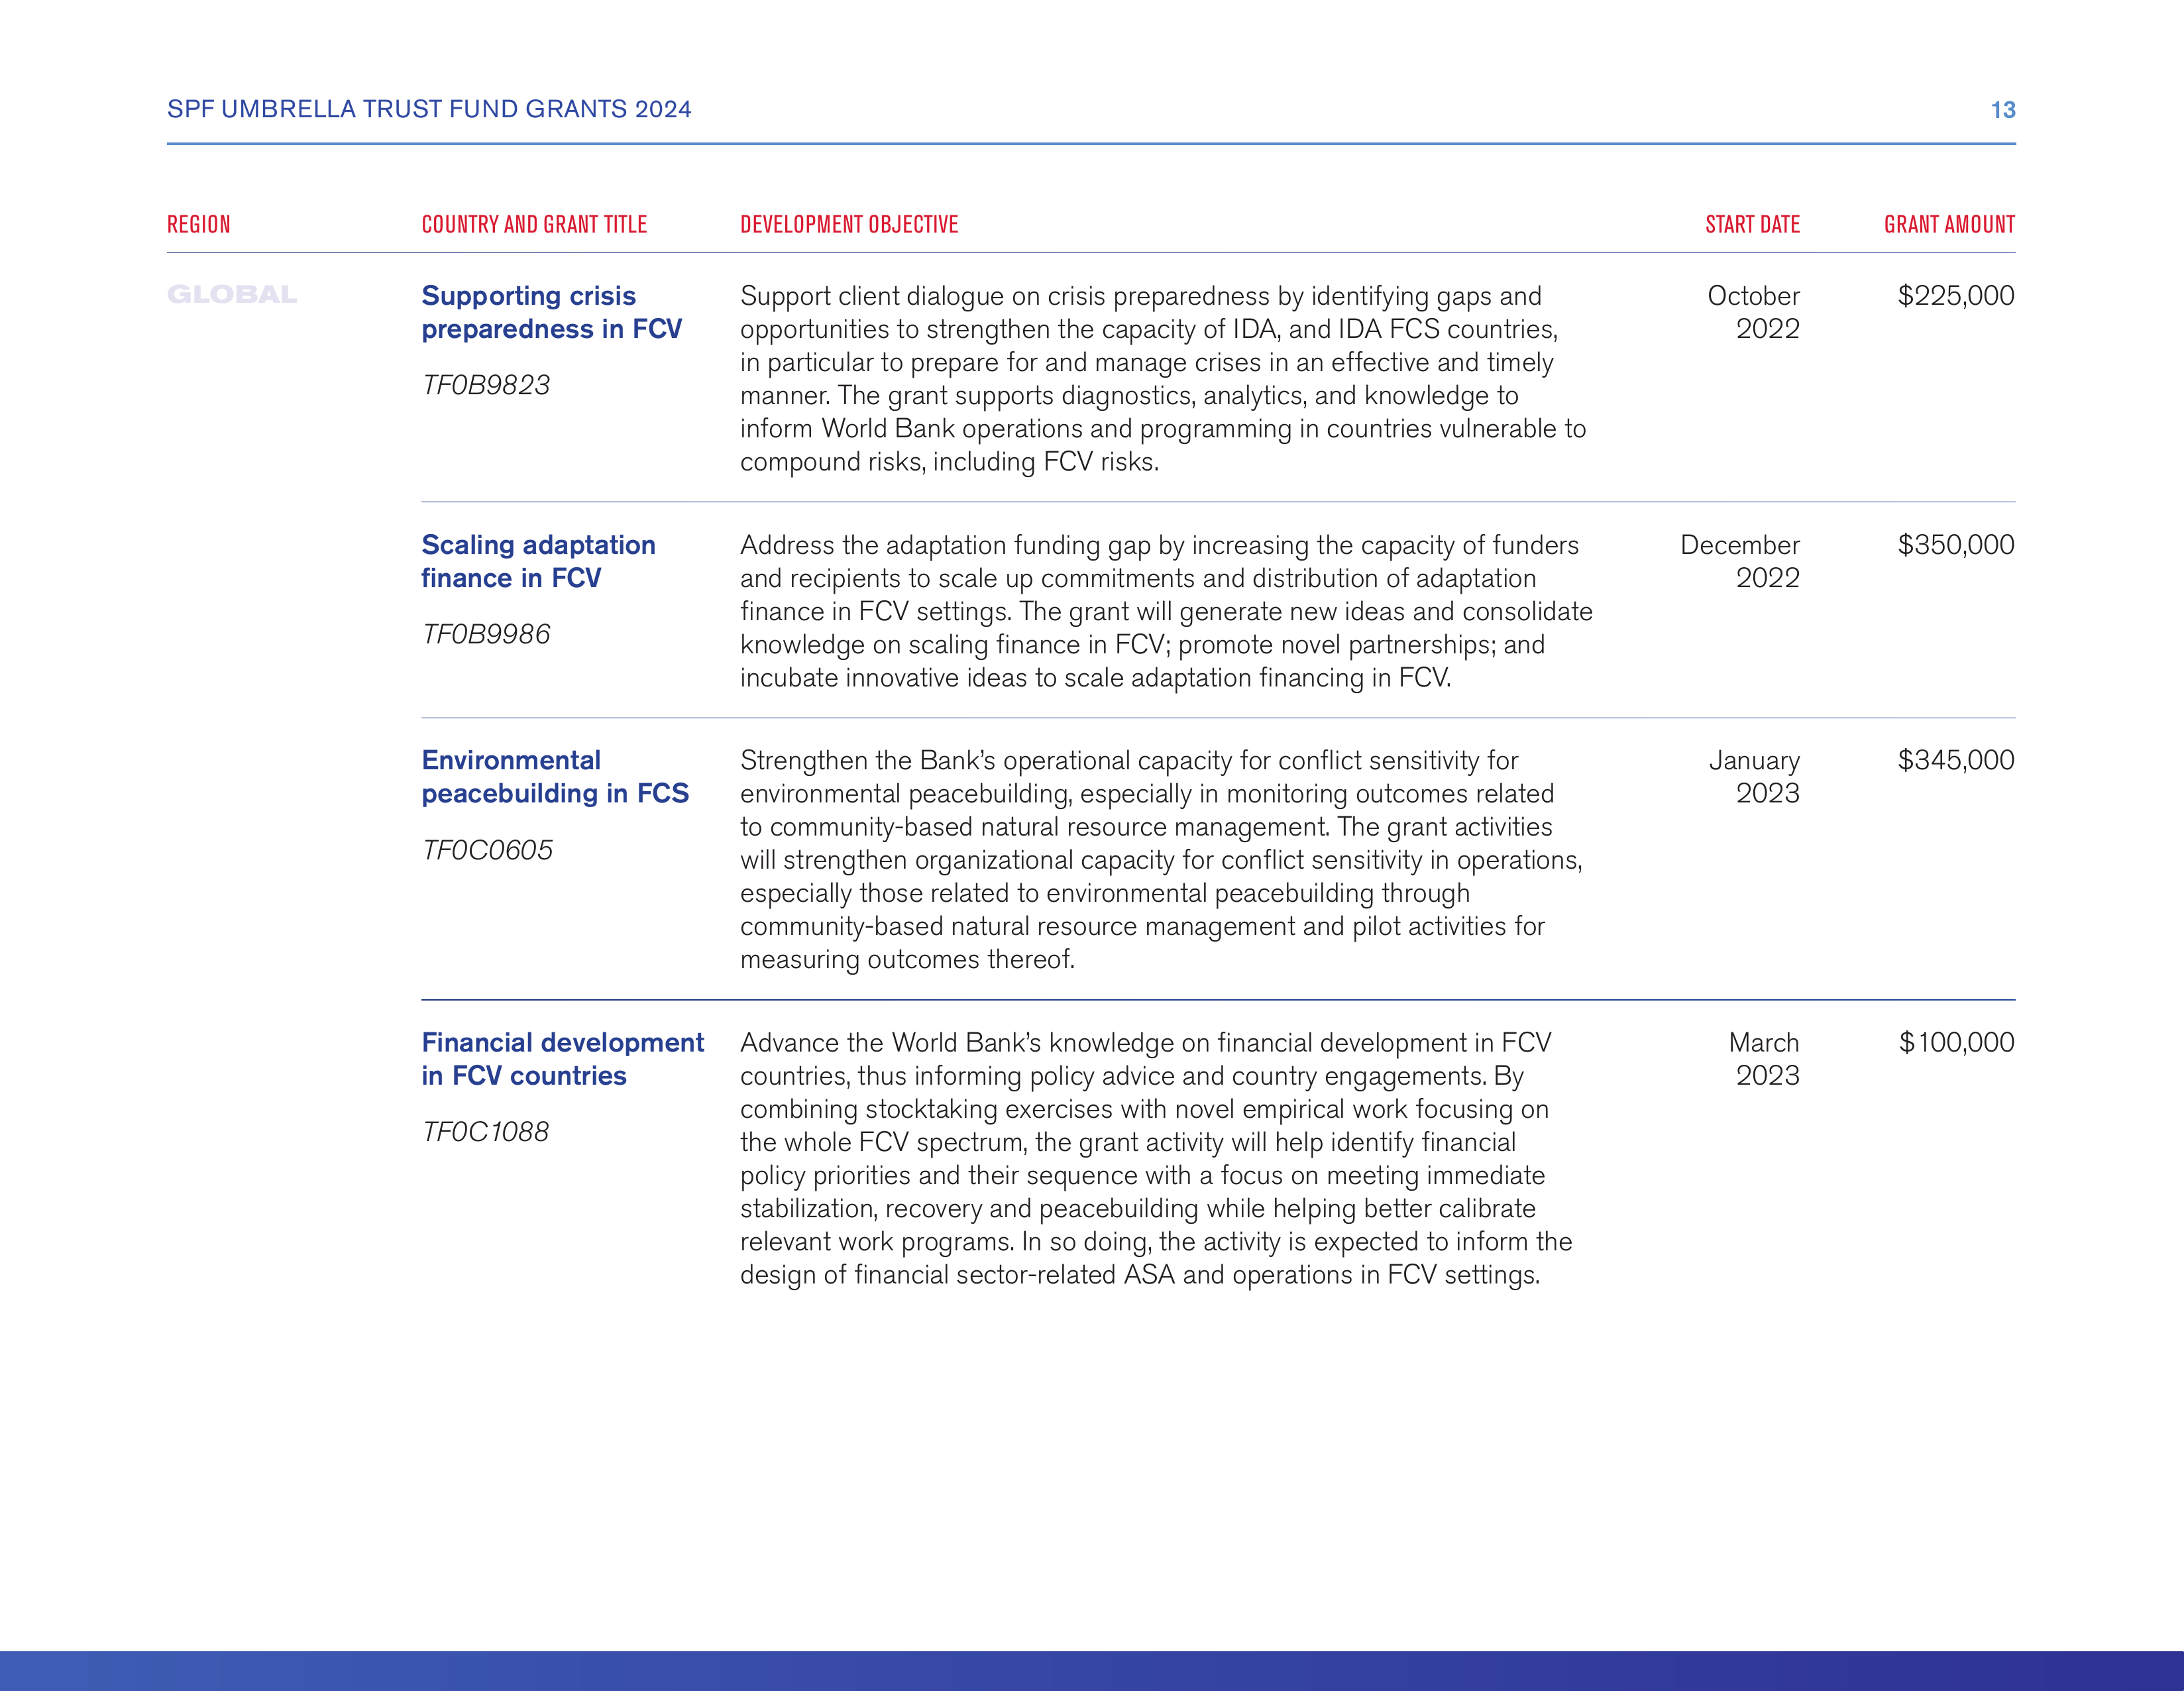 SPF UMBRELLA TRUST FUND GRANTS 2024
13
REGION
COUNTRY AND GRANT TITLE
DEVELOPMENT OBJECTIVE
START DATE
GRANT AMOUNT
GLOBAL
Supporting crisis
preparedness in FCV
TF0B9823
Support client dialogue on crisis preparedness by identifying gaps and
opportunities to strengthen the capacity of IDA, and IDA FCS countries,
in particular to prepare for and manage crises in an effective and timely
manner. The grant supports diagnostics, analytics, and knowledge to
inform World Bank operations and programming in countries vulnerable to
compound risks, including FCV risks.
October
2022
$225,000
Scaling adaptation
finance in FCV
TF0B9986
Address the adaptation funding gap by increasing the capacity of funders
and recipients to scale up commitments and distribution of adaptation
finance in FCV settings. The grant will generate new ideas and consolidate
knowledge on scaling finance in FCV; promote novel partnerships; and
incubate innovative ideas to scale adaptation financing in FCV.
December
2022
$350,000
Environmental
peacebuilding in FCS
TF0C0605
Strengthen the Bank’s operational capacity for conflict sensitivity for
environmental peacebuilding, especially in monitoring outcomes related
to community-based natural resource management. The grant activities
will strengthen organizational capacity for conflict sensitivity in operations,
especially those related to environmental peacebuilding through
community-based natural resource management and pilot activities for
measuring outcomes thereof.
January
2023
$345,000
Financial development
in FCV countries
TF0C1088
Advance the World Bank’s knowledge on financial development in FCV
countries, thus informing policy advice and country engagements. By
combining stocktaking exercises with novel empirical work focusing on
the whole FCV spectrum, the grant activity will help identify financial
policy priorities and their sequence with a focus on meeting immediate
stabilization, recovery and peacebuilding while helping better calibrate
relevant work programs. In so doing, the activity is expected to inform the
design of financial sector-related ASA and operations in FCV settings.
March
2023
$100,000